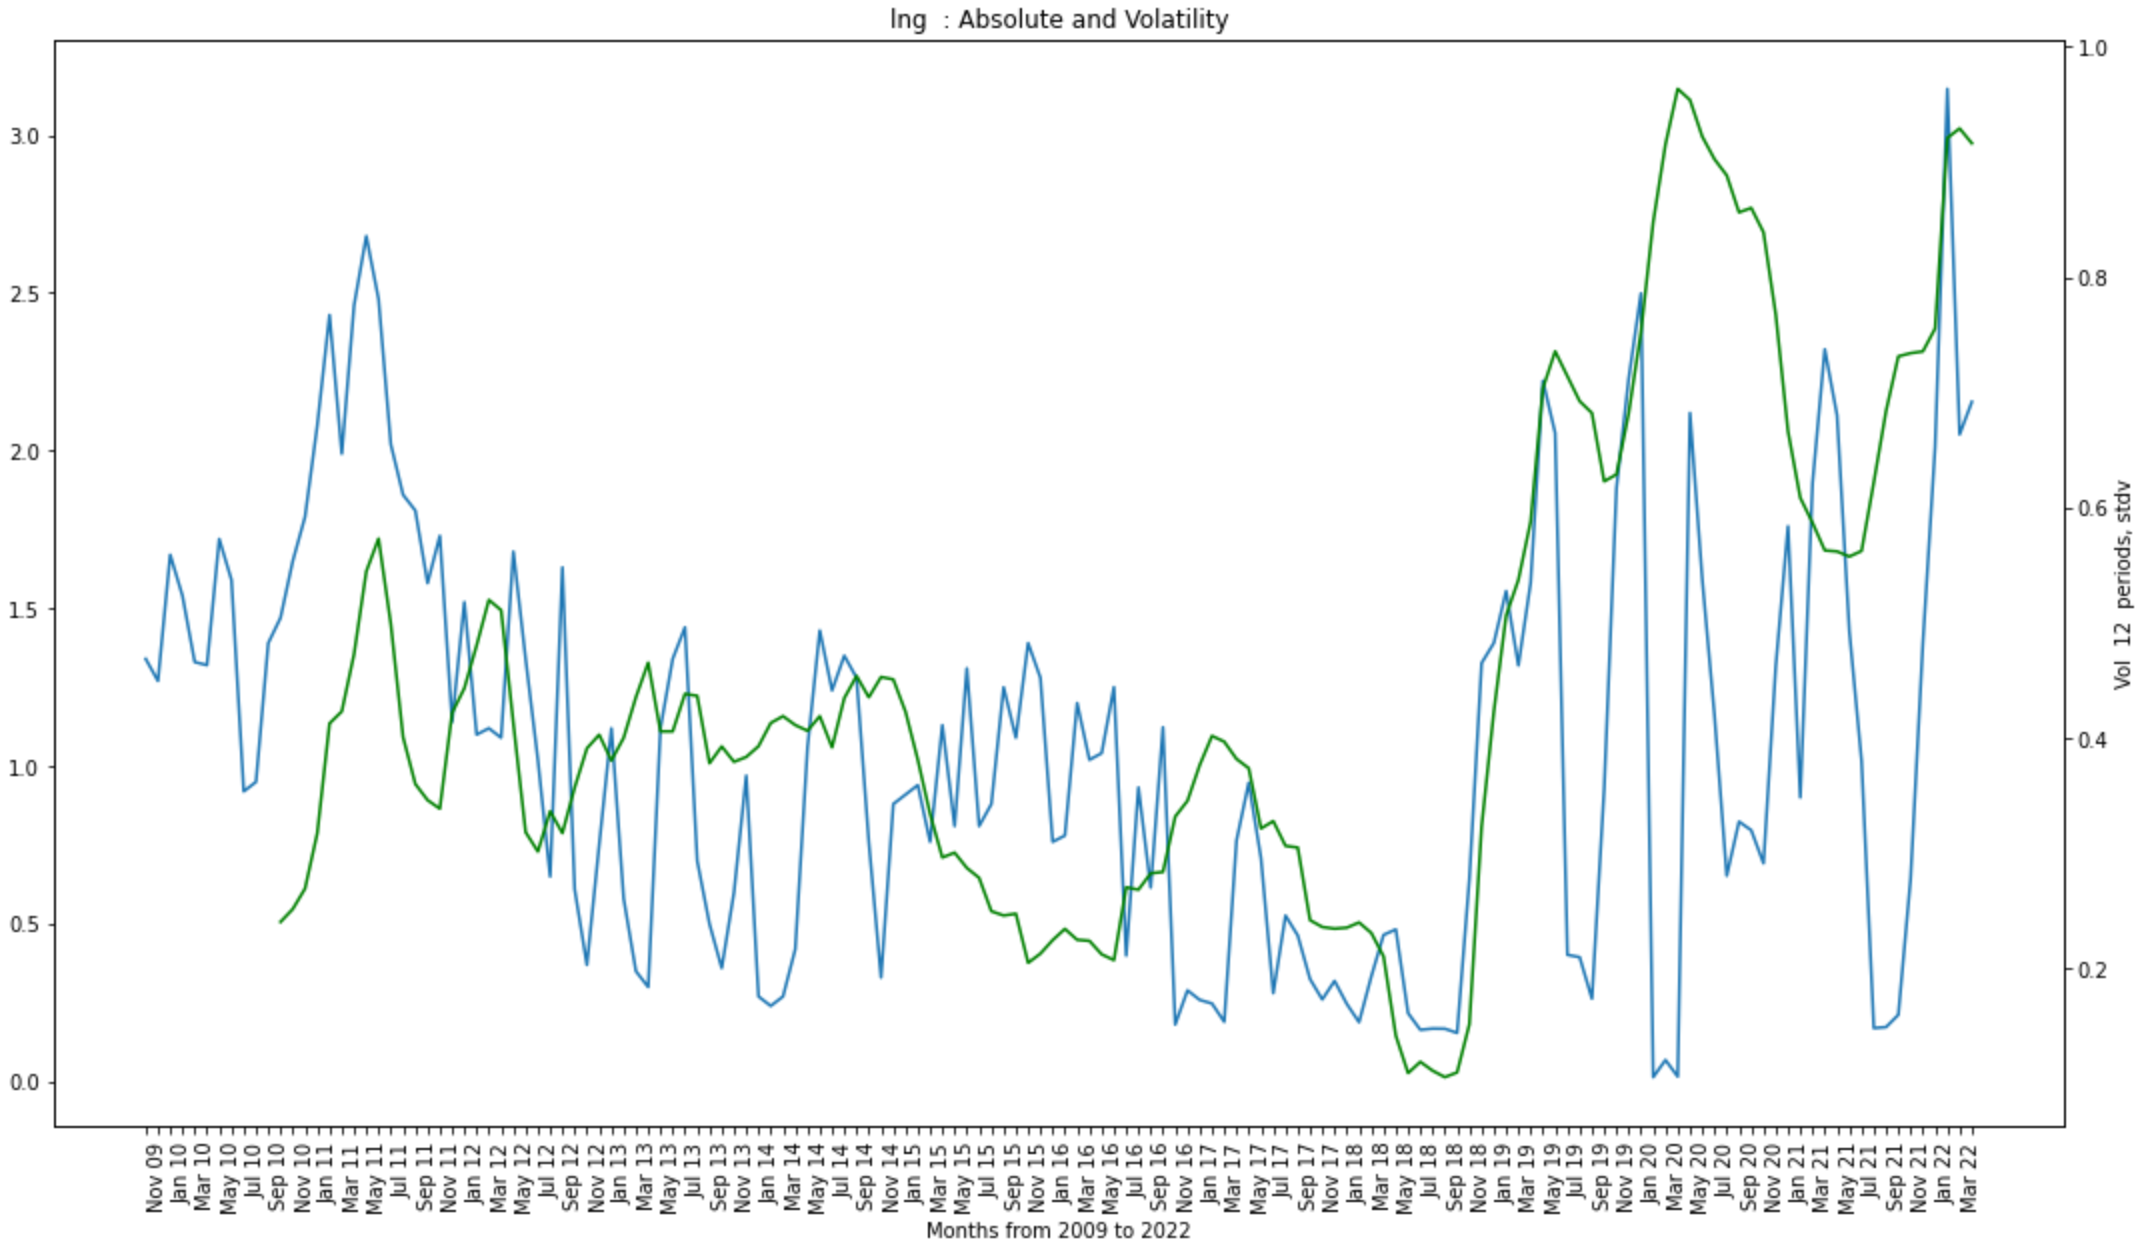 lng : Absolute and Volatility
3.0
2.5
2.0
1.5
1.0
0.5
0.0
1.0
0.8
0.6
0.4
0.2
Vol 12 periods, stdv
Nov 09
Jan 10
Mar 10
May 10
Jul 10
Sep 10
Nov 10
Jan 11
Mar 11
May 11
Jul 11
Sep 11
Nov 11
Jan 12
Mar 12
May 12
Jul 12
Sep 12
Nov 12
Jan 13
Mar 13
May 13
Jul 13
Sep 13
Nov 13
Jan 14
Mar 14
May 14
Jul 14
Sep 14
Nov 14
Jan 15
Mar 15
May 15
Jul 15
Sep 15
Nov 15
Jan 16
Mar 16
May 16
Jul 16
Sep 16
Nov 16
Jan 17
Mar 17
May 17
Jul 17
Sep 17
Nov 17
Jan 18
Mar 18
May 18
Jul 18
Sep 18
Nov 18
Jan 19
Mar 19
May 19
Jul 19
Sep 19
Nov 19
Jan 20
Mar 20
May 20
Jul 20
Sep 20
Nov 20
Jan 21
Mar 21
May 21
Jul 21
Sep 21
Nov 21
Jan 22
Mar 22
Months from 2009 to 2022